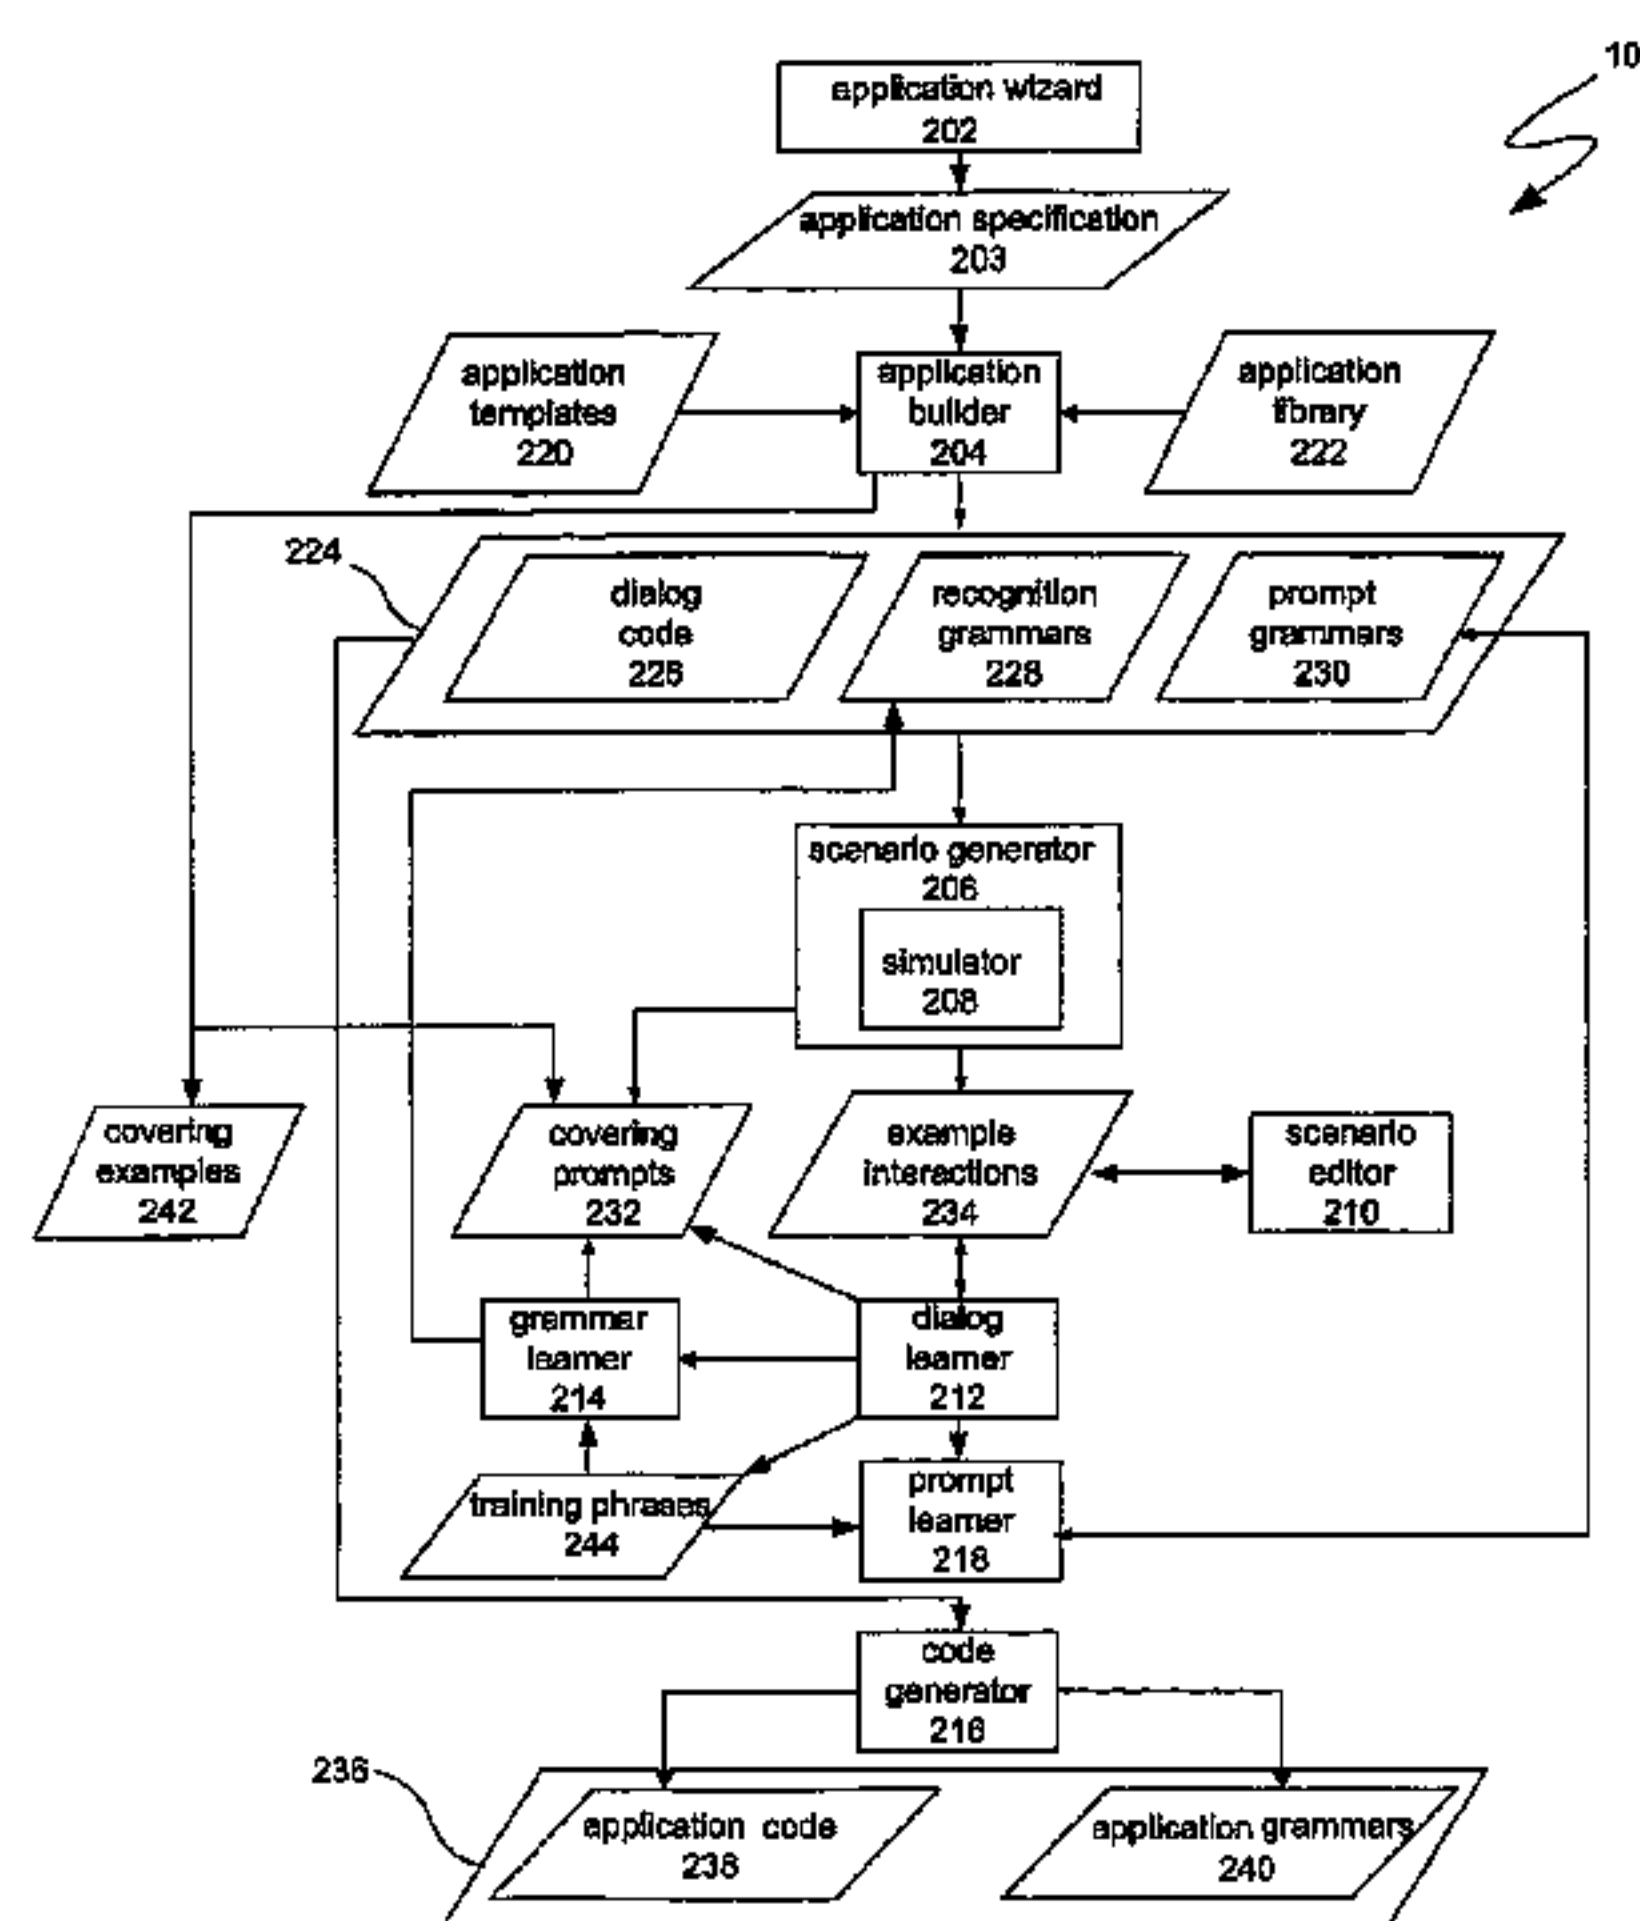 10
application wizard
202
application specification
203
application
templates
220
application
builder
204
application
library
222
224
dialog
code
226
recognition
grammars
228
prompt
grammars
230
scenario generator
206
simulator
208
covering
examples
242
covering
prompts
232
example
interactions
234
scenario
editor
210
grammar
learner
214
dialog
learner
212
training phrases
244
prompt
learner
218
code
generator
216
236
application code
238
application grammars
240